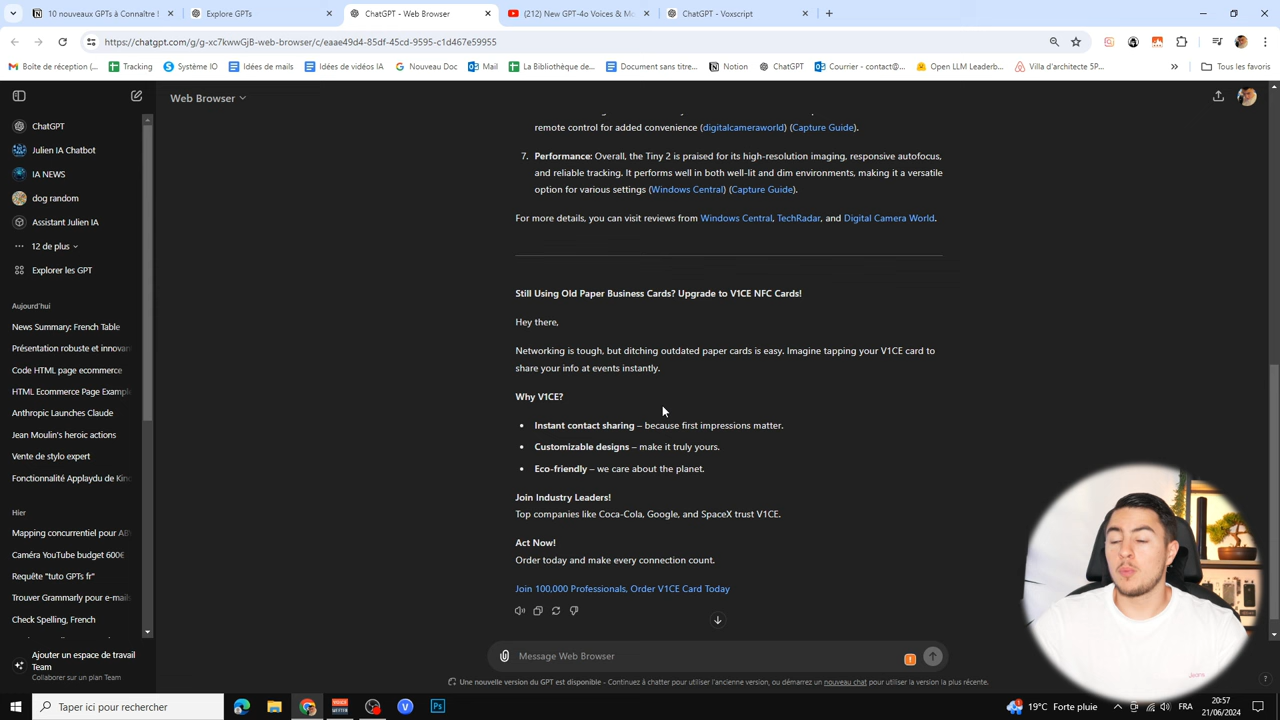 10 nouveaux GPTs à Connaître !
Explore GPTs
ChatGPT - Web Browser
(212) New GPT-4o Voices & Mo
ChatGPT - Voxscript
https://chatgpt.com/g/g-xc7kwwGjB-web-browser/c/eaae49d4-85df-45cd-9595-c1d467e59955
Boîte de réception (...
Tracking
Système IO
Idées de mails
Idées de vidéos IA
Nouveau Doc
Mail
La Bibliothèque de...
Document sans titre...
Notion
ChatGPT
Courrier - contact@...
Open LLM Leaderb...
Villa d'architecte 5P...
Tous les favoris
Web Browser
ChatGPT
Julien IA Chatbot
IA NEWS
dog random
Assistant Julien IA
12 de plus
Explorer les GPT
Aujourd'hui
News Summary: French Table
Présentation robuste et innovan
Code HTML page ecommerce
HTML Ecommerce Page Exampl
Anthropic Launches Claude
Jean Moulin's heroic actions
Vente de stylo expert
Fonctionalité Applaydu de Kind
Hier
Mapping concurrentiel pour AB
Caméra YouTube budget 600€
Requête "tuto GPTs fr"
Trouver Grammarly pour e-mails
Check Spelling, French
Ajouter un espace de travail
Team
Collaborer sur un plan Team
remote control for added convenience (digitalcameraworld) (Capture Guide).
7. Performance: Overall, the Tiny 2 is praised for its high-resolution imaging, responsive autofocus,
and reliable tracking. It performs well in both well-lit and dim environments, making it a versatile
option for various settings (Windows Central) (Capture Guide).
For more details, you can visit reviews from Windows Central, TechRadar, and Digital Camera World.
Still Using Old Paper Business Cards? Upgrade to V1CE NFC Cards!
Hey there,
Networking is tough, but ditching outdated paper cards is easy. Imagine tapping your V1CE card to
share your info at events instantly.
Why V1CE?
• Instant contact sharing – because first impressions matter.
• Customizable designs – make it truly yours.
• Eco-friendly – we care about the planet.
Join Industry Leaders!
Top companies like Coca-Cola, Google, and SpaceX trust V1CE.
Act Now!
Order today and make every connection count.
Join 100,000 Professionals, Order V1CE Card Today
Message Web Browser
Une nouvelle version du GPT est disponible - Continuez à chatter pour utiliser l'ancienne version, ou démarrez un nouveau chat pour utiliser la version la plus récente.
Taper ici pour rechercher
19°C Forte pluie
FRA
20:57
21/06/2024